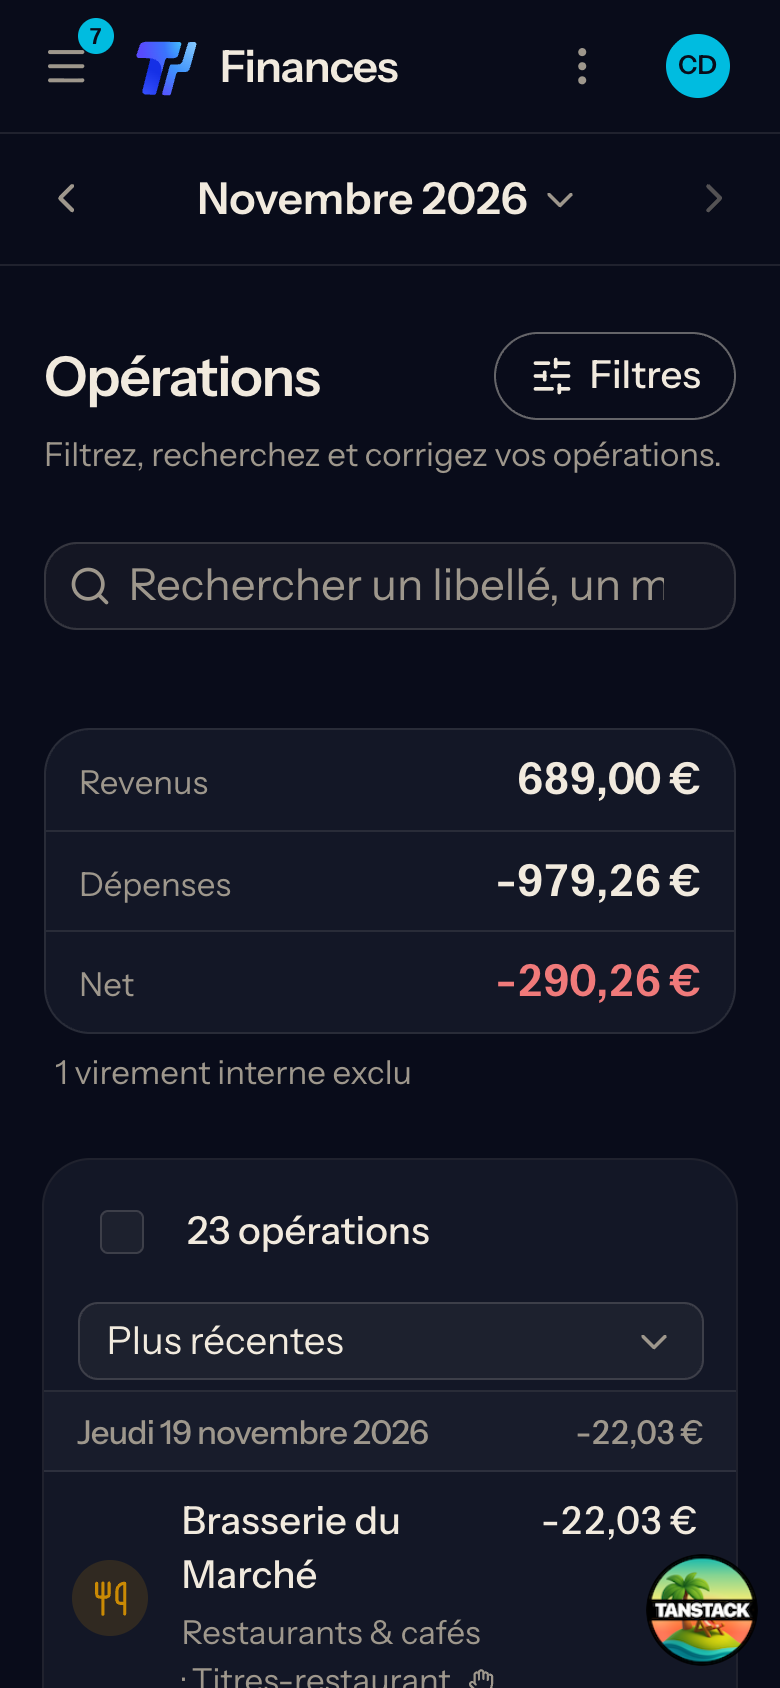 7
Finances
CD
Novembre 2026
Opérations
Filtres
Filtrez, recherchez et corrigez vos opérations.
Rechercher un libellé, un m
Revenus 689,00 €
Dépenses -979,26 €
Net -290,26 €
1 virement interne exclu
23 opérations
Plus récentes
Jeudi 19 novembre 2026 -22,03 €
Brasserie du -22,03 €
Marché
Restaurants & cafés
· Titres-restaurant
TANSTACK